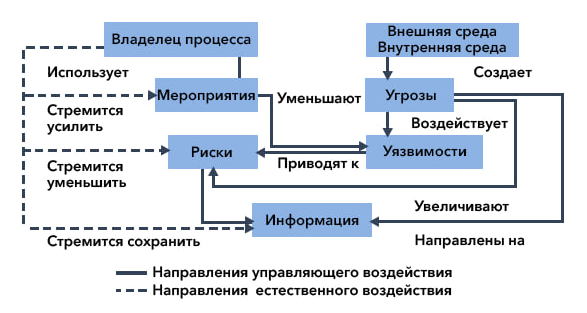 Владелец процесса
Внешняя среда
Внутренняя среда
Использует
Создает
Мероприятия
Уменьшают
Угрозы
Стремится
усилить
Воздействует
Риски
Уязвимости
Приводят к
Стремится
уменьшить
Информация
Увеличивают
Стремится сохранить
Направлены на
Направления управляющего воздействия
Направления естественного воздействия